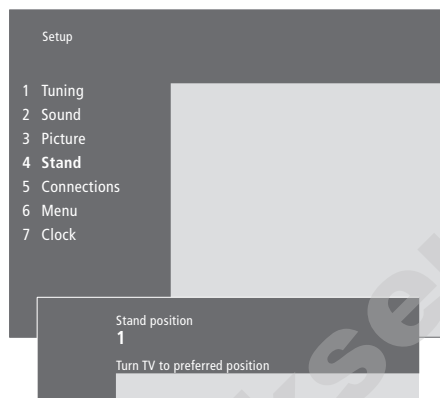 Setup
1 Tuning
2 Sound
3 Picture
4 Stand
5 Connections
6 Menu
7 Clock
Stand position
1
Turn TV to preferred position